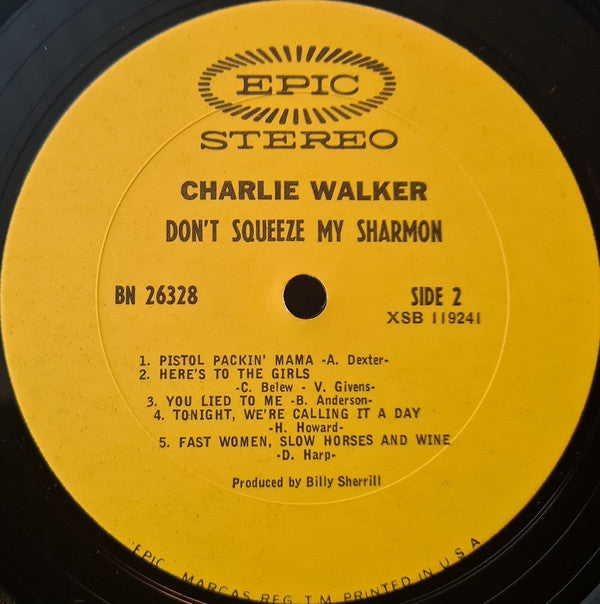 EPIC
STEREO
CHARLIE WALKER
DON'T SQUEEZE MY SHARMON
BN 26328
SIDE 2
XSB 119241
1. PISTOL PACKIN' MAMA -A. Dexter-
2. HERE'S TO THE GIRLS
-C. Belew - V. Givens-
3. YOU LIED TO ME -B. Anderson-
4. TONIGHT, WE'RE CALLING IT A DAY
-H. Howard-
5. FAST WOMEN, SLOW HORSES AND WINE
-D. Harp-
Produced by Billy Sherrill
EPIC MARCAS REG. T.M. PRINTED IN U.S.A